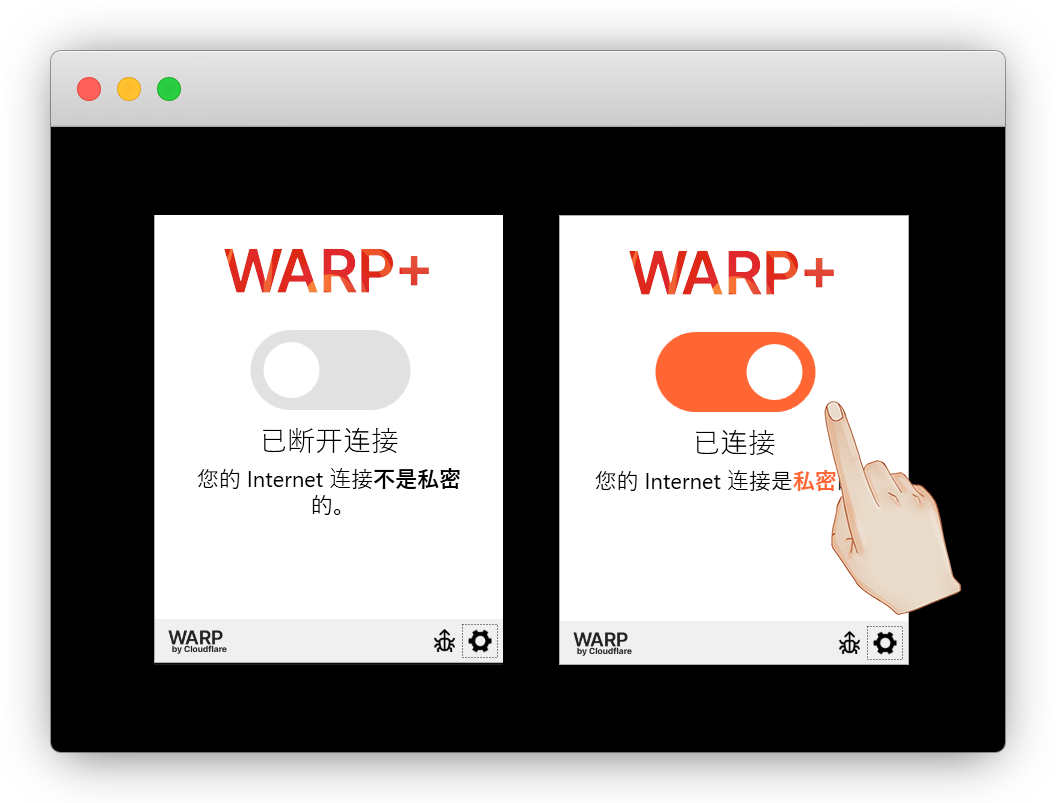 WARP+
已断开连接
您的 Internet 连接不是私密
的。
WARP
by Cloudflare
WARP+
已连接
您的 Internet 连接是私密
WARP
by Cloudflare